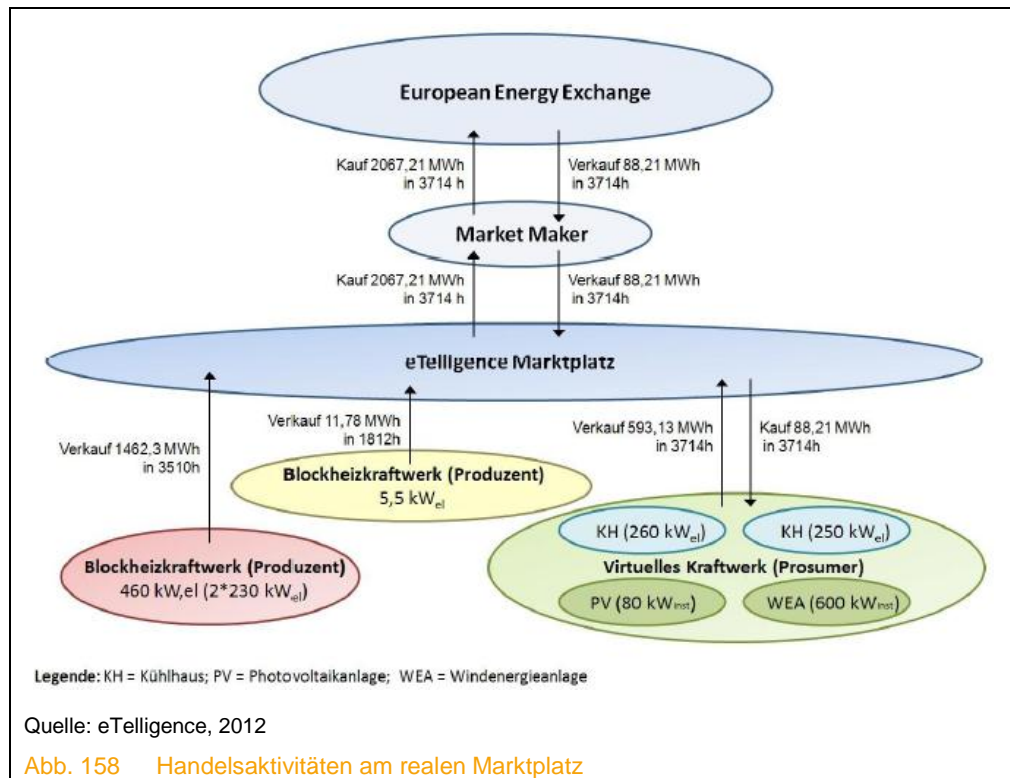 European Energy Exchange
Kauf 2067,21 MWh
in 3714 h
Verkauf 88,21 MWh
in 3714h
Market Maker
Kauf 2067,21 MWh
in 3714 h
Verkauf 88,21 MWh
in 3714h
eTelligence Marktplatz
Verkauf 1462,3 MWh
in 3510h
Verkauf 11,78 MWh
in 1812h
Verkauf 593,13 MWh
in 3714h
Kauf 88,21 MWh
in 3714h
Blockheizkraftwerk (Produzent)
5,5 kWel
Blockheizkraftwerk (Produzent)
460 kW,el (2*230 kW,el)
KH (260 kWel)
KH (250 kWel)
Virtuelles Kraftwerk (Prosumer)
PV (80 kWinst)
WEA (600 kWinst)
Legende: KH = Kühlhaus; PV = Photovoltaikanlage; WEA = Windenergieanlage
Quelle: eTelligence, 2012
Abb. 158 Handelsaktivitäten am realen Marktplatz